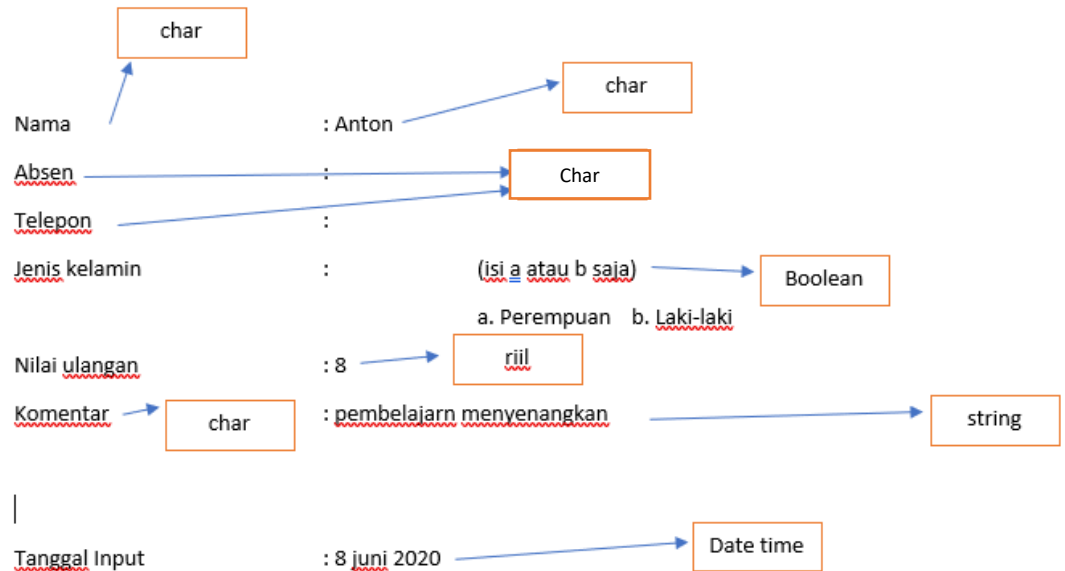 char
char
Nama : Anton
Absen : Char
Telepon :
Jenis kelamin : (isi a atau b saja) Boolean
a. Perempuan b. Laki-laki
Nilai ulangan : 8 riil
Komentar char : pembelajarn menyenangkan string
Tanggal Input : 8 juni 2020 Date time